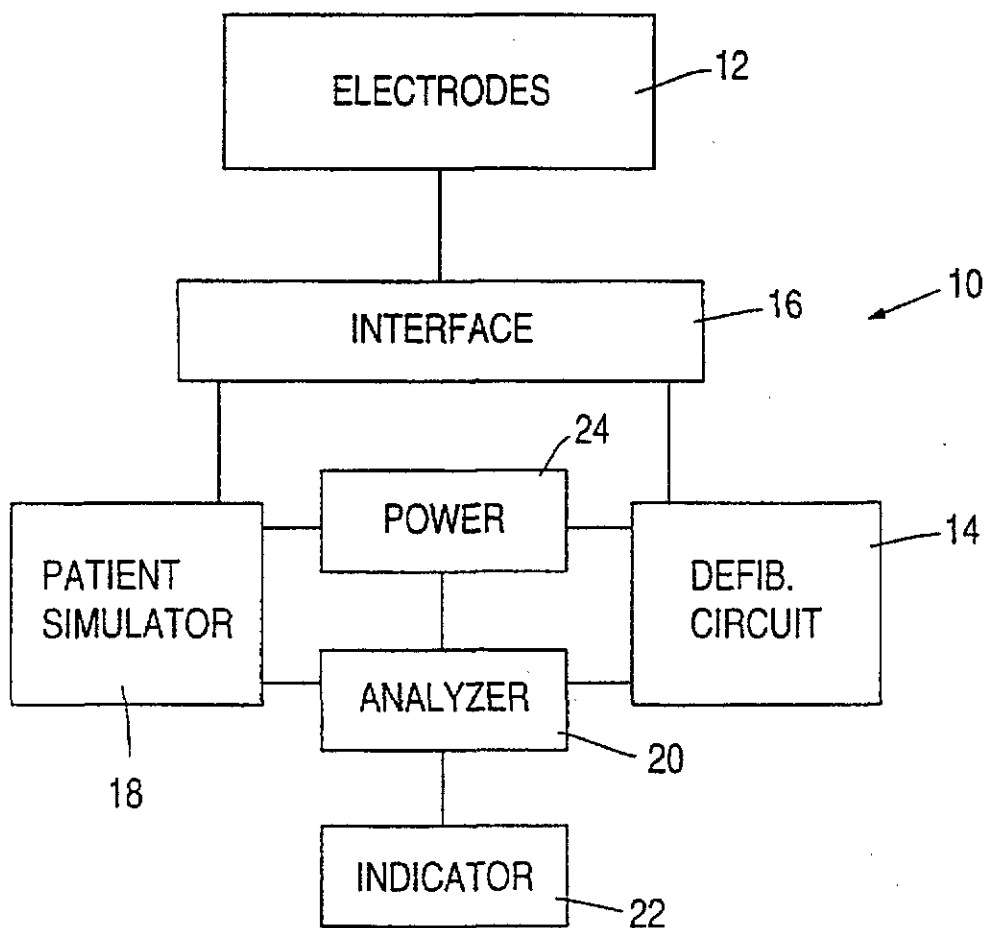 ELECTRODES
12
INTERFACE
16
10
24
POWER
PATIENT
SIMULATOR
DEFIB.
CIRCUIT
14
ANALYZER
20
18
INDICATOR
22